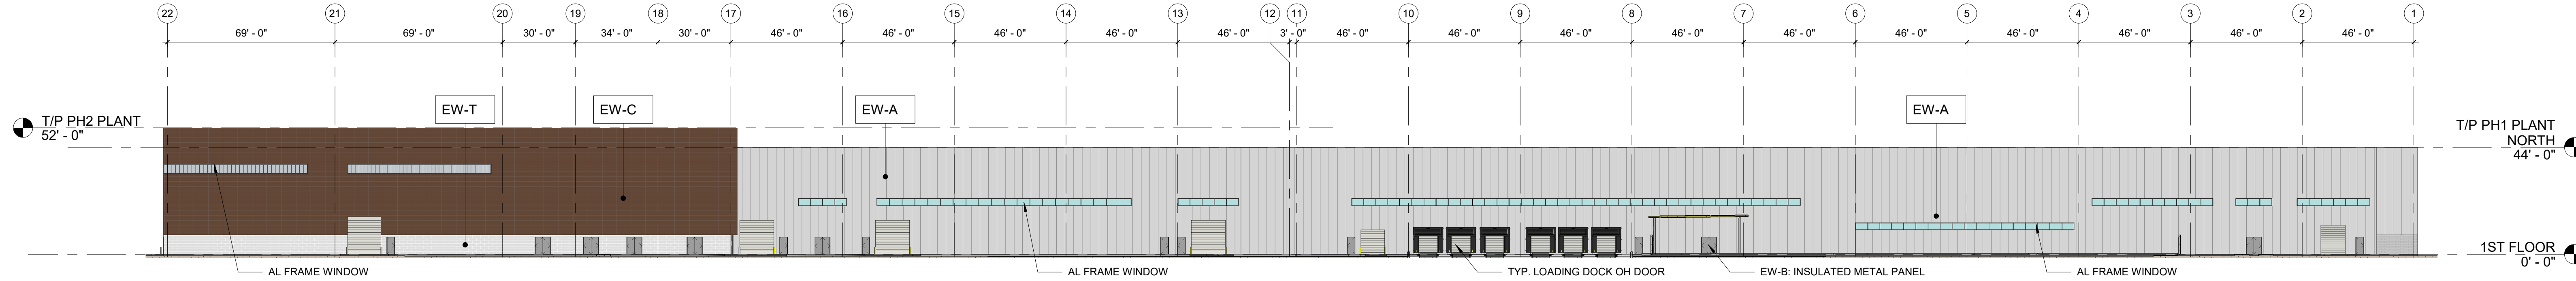 22 21 20 19 18 17 16 15 14 13 12 11 10 9 8 7 6 5 4 3 2 1
69' - 0" 69' - 0" 30' - 0" 34' - 0" 30' - 0" 46' - 0" 46' - 0" 46' - 0" 46' - 0" 46' - 0" 3' - 0" 46' - 0" 46' - 0" 46' - 0" 46' - 0" 46' - 0" 46' - 0" 46' - 0" 46' - 0" 46' - 0" 46' - 0"
EW-T EW-C EW-A EW-A
T/P PH2 PLANT
52' - 0"
T/P PH1 PLANT
NORTH
44' - 0"
1ST FLOOR
0' - 0"
AL FRAME WINDOW AL FRAME WINDOW TYP. LOADING DOCK OH DOOR EW-B: INSULATED METAL PANEL AL FRAME WINDOW